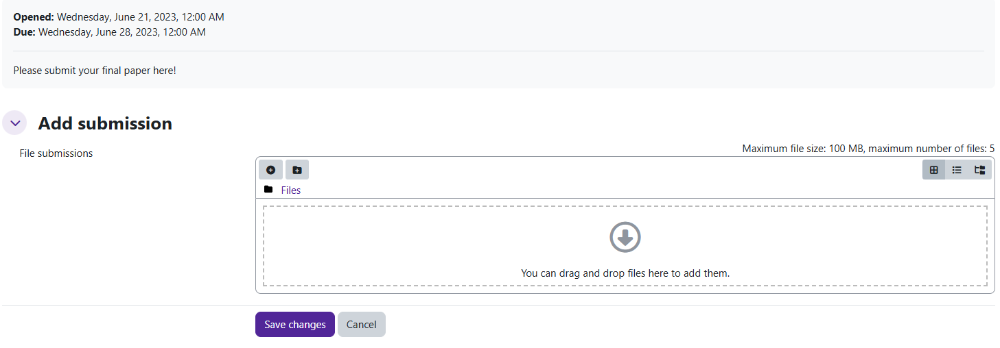 Opened: Wednesday, June 21, 2023, 12:00 AM
Due: Wednesday, June 28, 2023, 12:00 AM
Please submit your final paper here!
Add submission
File submissions
Maximum file size: 100 MB, maximum number of files: 5
Files
You can drag and drop files here to add them.
Save changes
Cancel